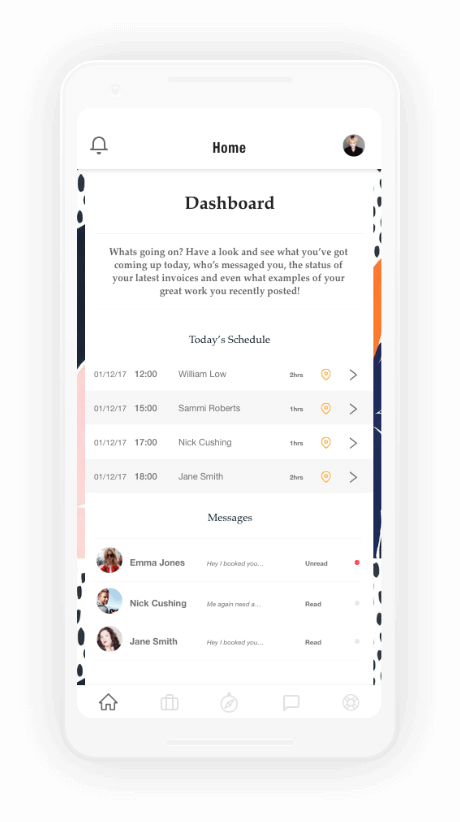 Home
Dashboard
Whats going on? Have a look and see what you've got
coming up today, who's messaged you, the status of
your latest invoices and even what examples of your
great work you recently posted!
Today's Schedule
01/12/17 12:00 William Low 2hrs
01/12/17 15:00 Sammi Roberts 1hrs
01/12/17 17:00 Nick Cushing 1hrs
01/12/17 18:00 Jane Smith 2hrs
Messages
Emma Jones Hey I booked you... Unread
Nick Cushing Me again need a... Read
Jane Smith Hey I booked you... Read